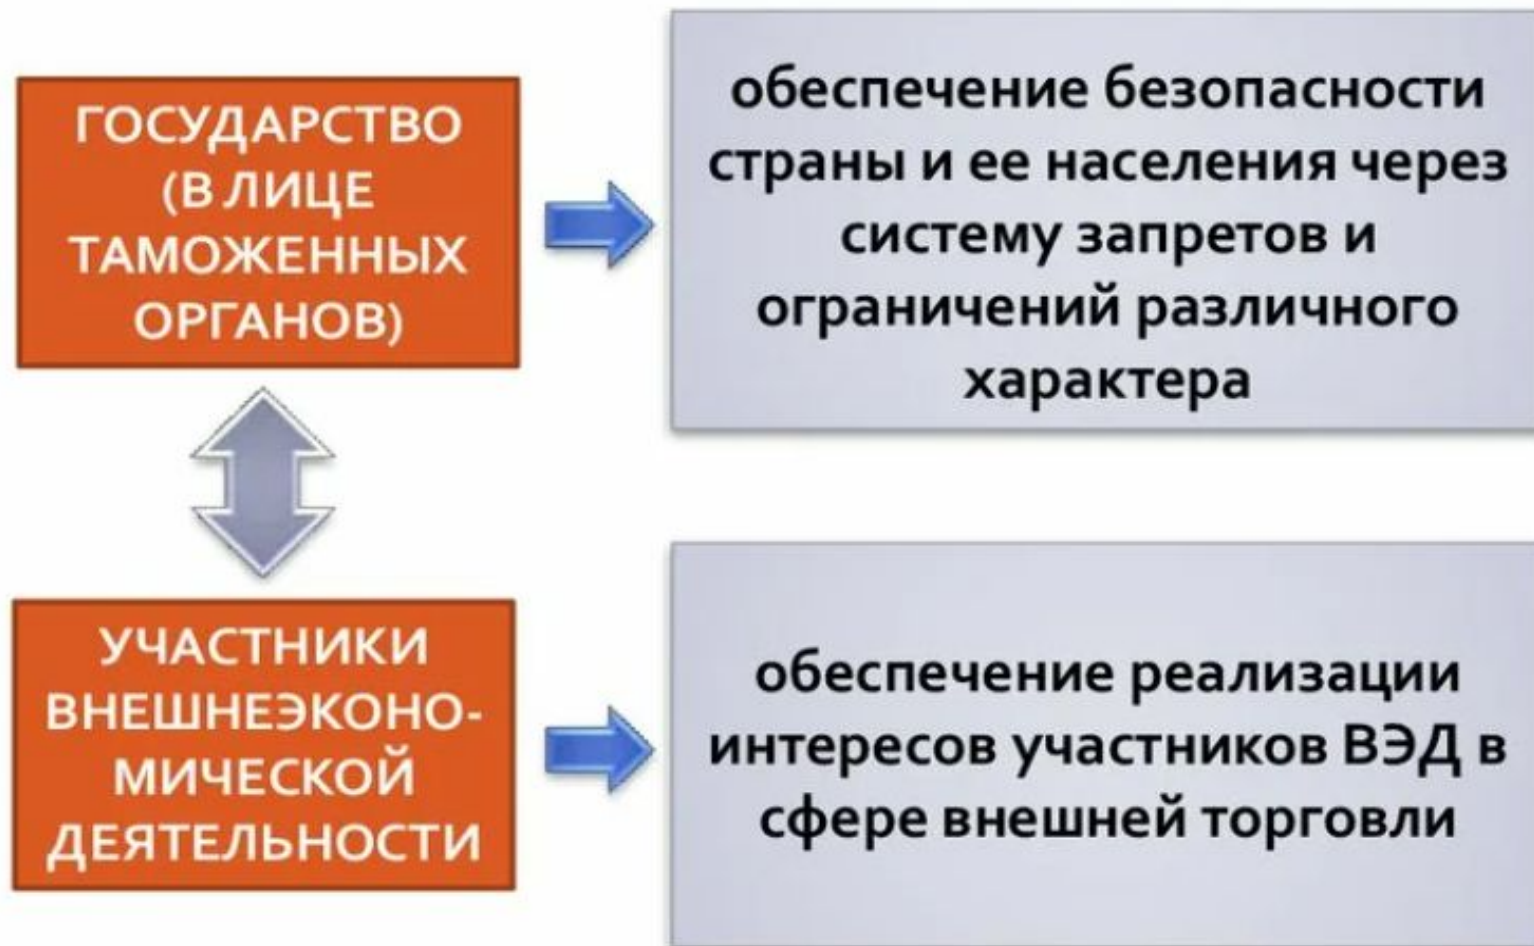 ГОСУДАРСТВО
(В ЛИЦЕ
ТАМОЖЕННЫХ
ОРГАНОВ)
обеспечение безопасности
страны и ее населения через
систему запретов и
ограничений различного
характера
УЧАСТНИКИ
ВНЕШНЕЭКОНО-
МИЧЕСКОЙ
ДЕЯТЕЛЬНОСТИ
обеспечение реализации
интересов участников ВЭД в
сфере внешней торговли